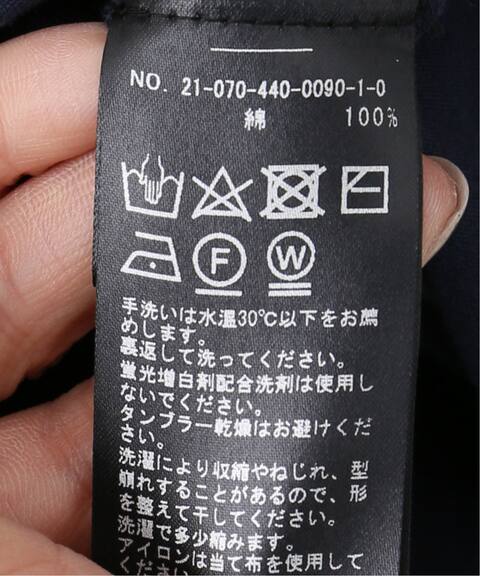 NO. 21-070-440-0090-1-0
綿 100%
F W
手洗いは水温30℃以下をお薦
めします。
裏返して洗ってください。
蛍光増白剤配合洗剤は使用し
ないでください。
タンブラー乾燥はお避けくだ
さい。
洗濯により収縮やねじれ、型
崩れすることがあるので、形
を整えて干してください。
洗濯で多少縮みます。
アイロンは当て布を使用して
ください